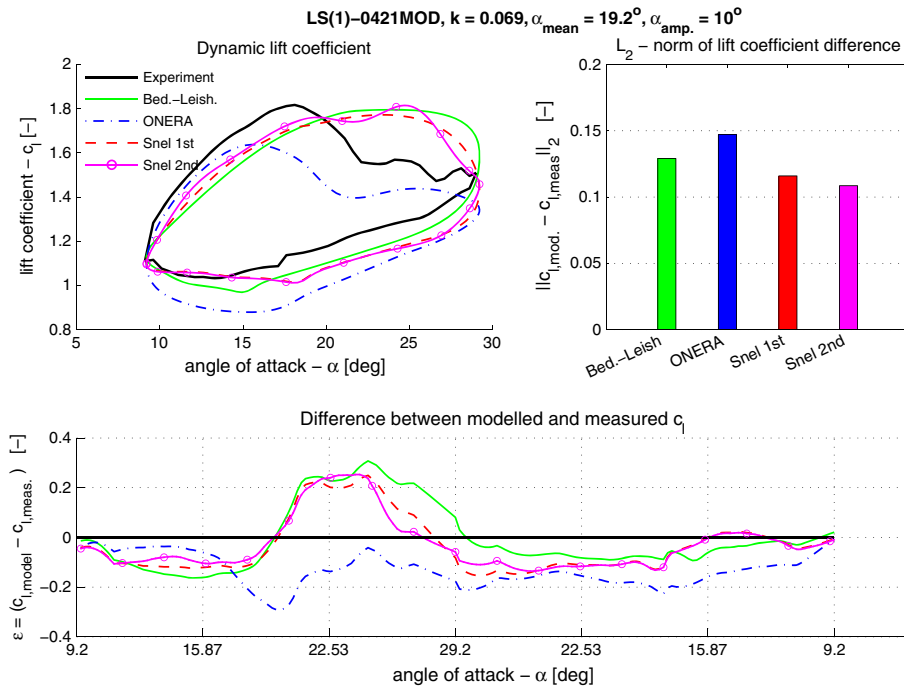 LS(1)−0421MOD, k = 0.069, α_mean = 19.2°, α_amp. = 10°
Dynamic lift coefficient
lift coefficient − c_l [−]
2
1.8
1.6
1.4
1.2
1
0.8
5
10
15
20
25
30
angle of attack − α [deg]
Experiment
Bed.−Leish.
ONERA
Snel 1st
Snel 2nd
L_2 − norm of lift coefficient difference
||c_l,mod. − c_l,meas||_2 [−]
0.2
0.15
0.1
0.05
0
Bed.−Leish
ONERA
Snel 1st
Snel 2nd
Difference between modelled and measured c_l
ε = (c_l,model − c_l,meas.) [−]
0.4
0.2
0
−0.2
−0.4
9.2
15.87
22.53
29.2
22.53
15.87
9.2
angle of attack − α [deg]